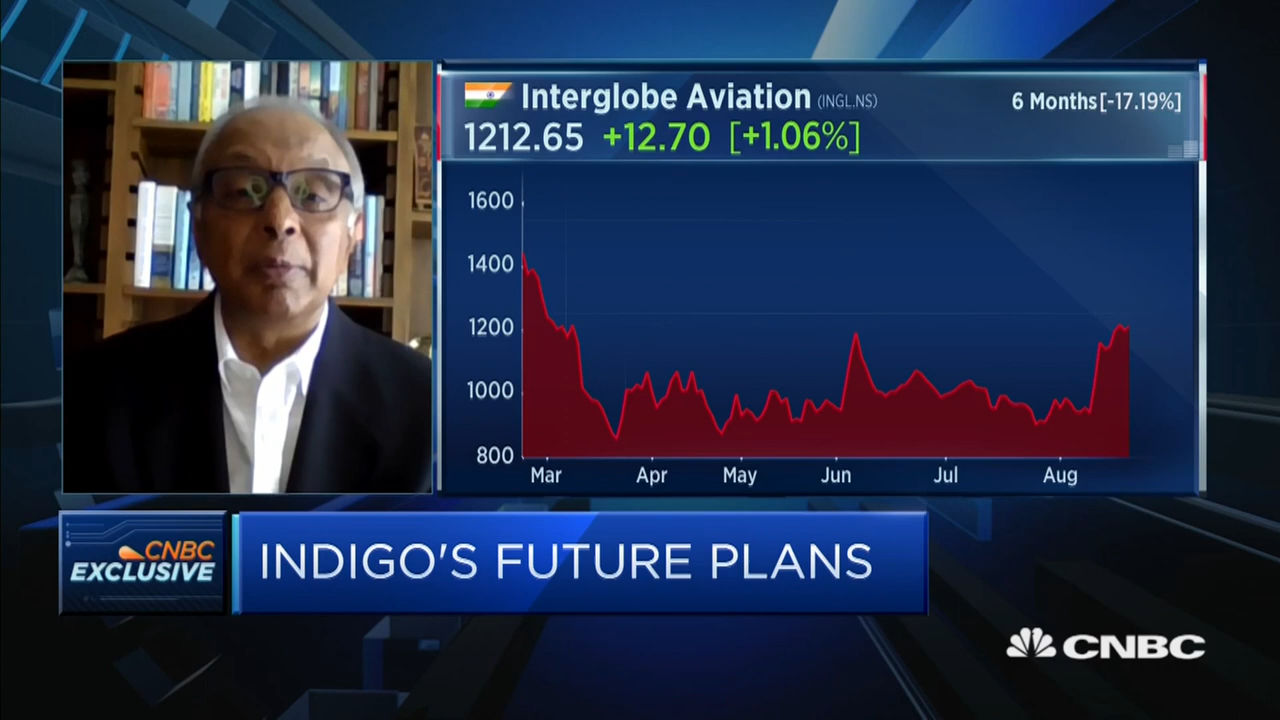 Interglobe Aviation (INGL.NS)
6 Months[-17.19%]
1212.65 +12.70 [+1.06%]
1600
1400
1200
1000
800
Mar Apr May Jun Jul Aug
CNBC
EXCLUSIVE
INDIGO'S FUTURE PLANS
CNBC